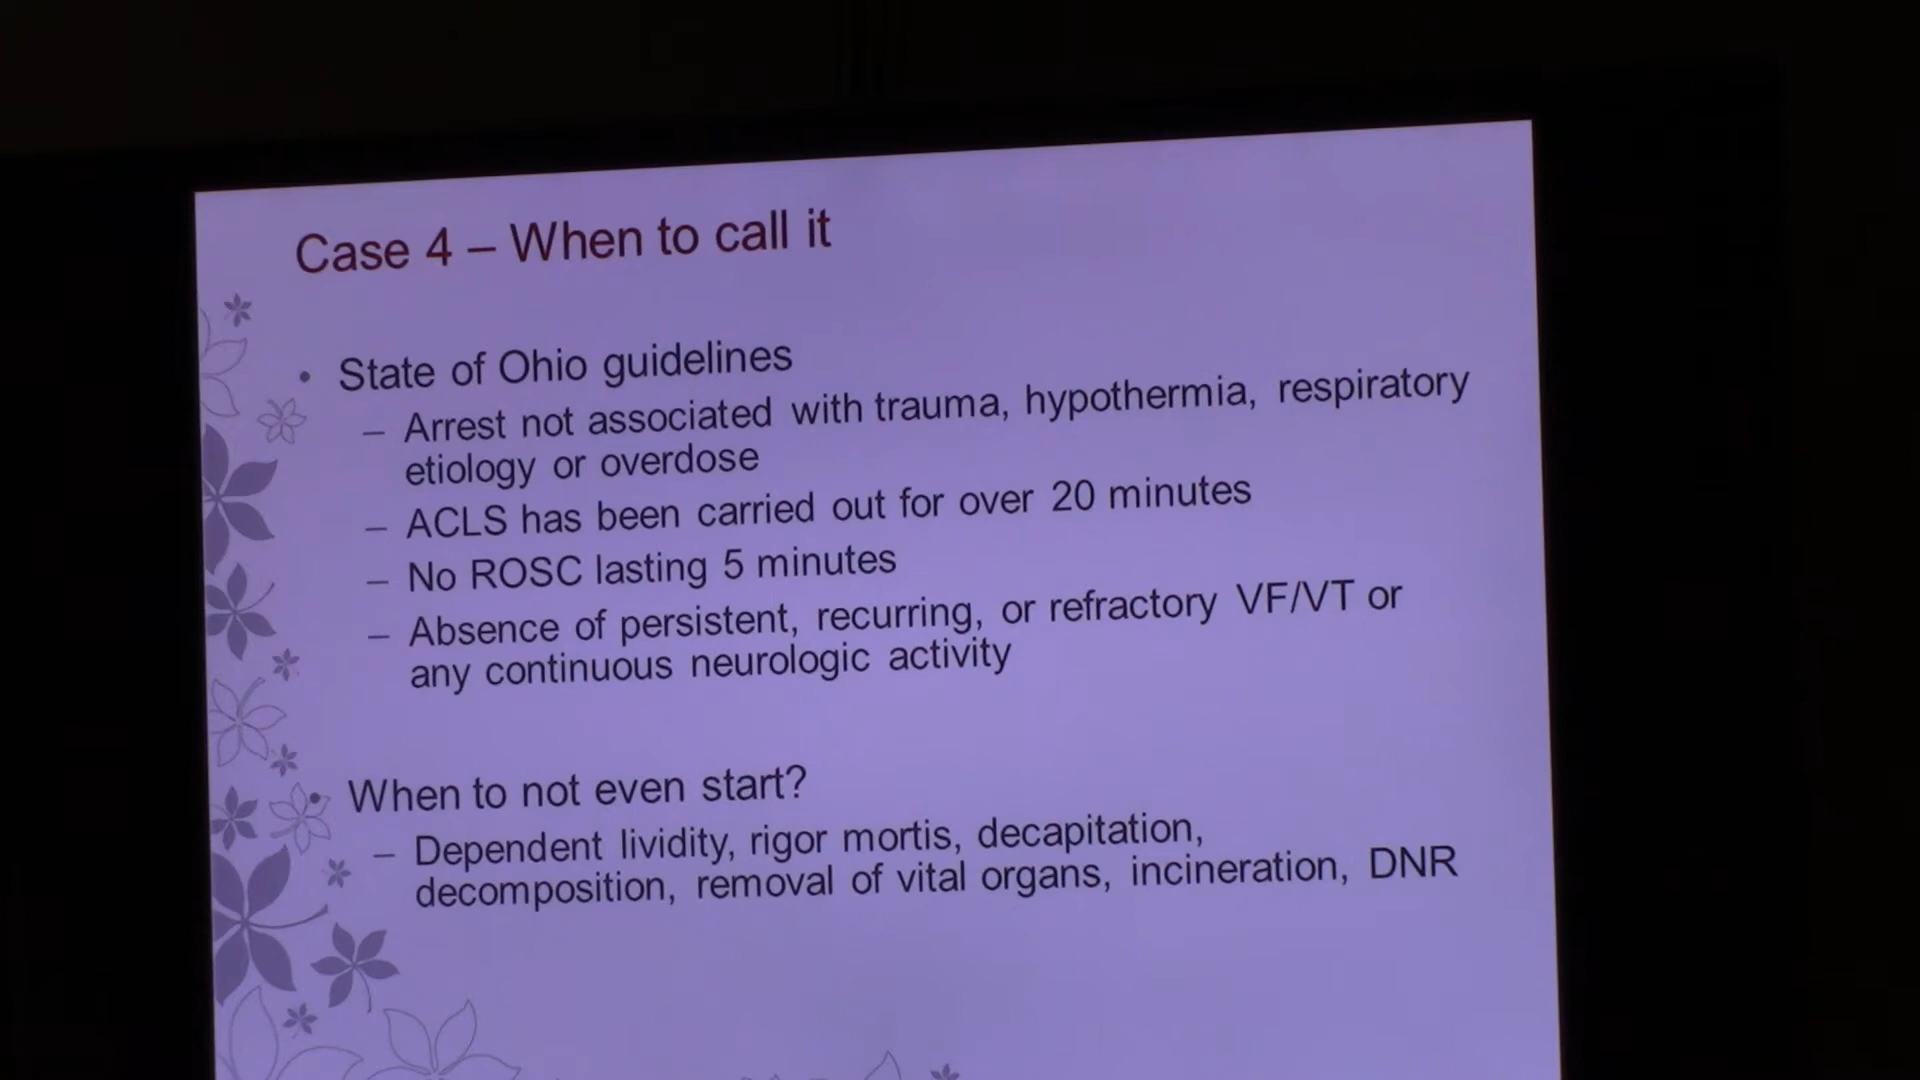 Case 4 – When to call it
• State of Ohio guidelines
– Arrest not associated with trauma, hypothermia, respiratory
etiology or overdose
– ACLS has been carried out for over 20 minutes
– No ROSC lasting 5 minutes
– Absence of persistent, recurring, or refractory VF/VT or
any continuous neurologic activity
• When to not even start?
– Dependent lividity, rigor mortis, decapitation,
decomposition, removal of vital organs, incineration, DNR